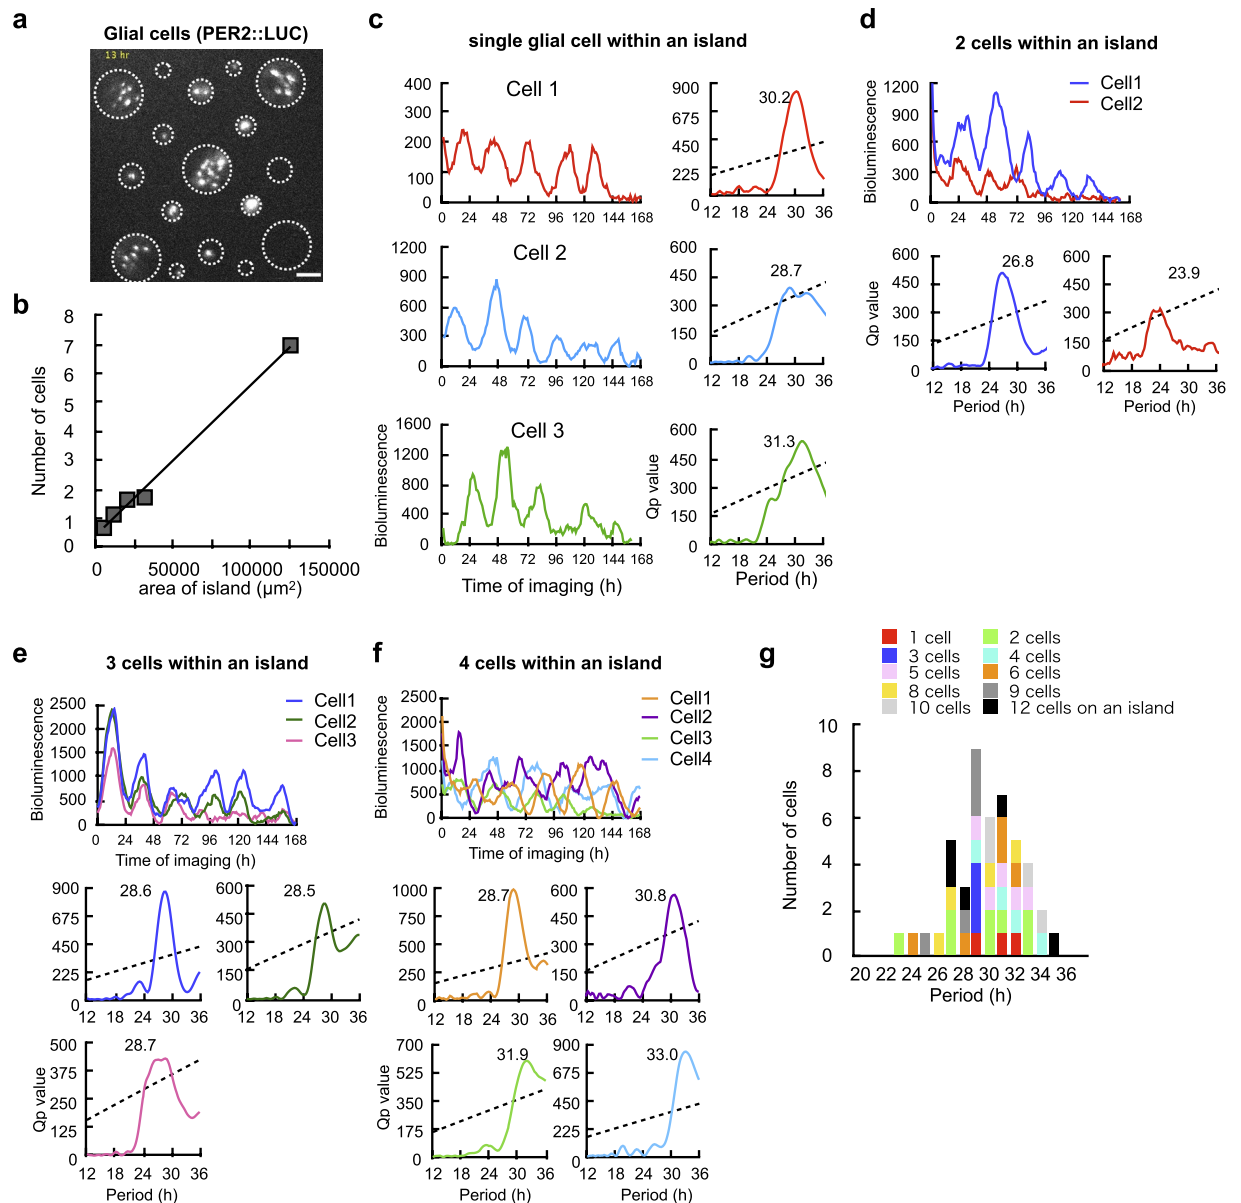 a
Glial cells (PER2::LUC)
13 hr
b
8
7
6
5
4
3
2
1
0
Number of cells
0
50000
100000
150000
area of island (µm2)
c
single glial cell within an island
Cell 1
400
300
200
100
0
0 24 48 72 96 120 144 168
900
675
450
225
0
30.2
12 18 24 30 36
Cell 2
1200
900
600
300
0
0 24 48 72 96 120 144 168
600
450
300
150
0
28.7
12 18 24 30 36
Cell 3
1600
1200
800
400
0
Bioluminescence
0 24 48 72 96 120 144 168
Time of imaging (h)
600
450
300
150
0
Qp value
31.3
12 18 24 30 36
Period (h)
d
2 cells within an island
Cell1
Cell2
1200
900
600
300
0
Bioluminescence
0 24 48 72 96 120 144 168
600
450
300
150
0
Qp value
26.8
12 18 24 30 36
Period (h)
600
450
300
150
0
23.9
12 18 24 30 36
Period (h)
e
3 cells within an island
Cell1
Cell2
Cell3
2500
2000
1500
1000
500
0
Bioluminescence
0 24 48 72 96 120 144 168
Time of imaging (h)
900
675
450
225
0
28.6
12 18 24 30 36
600
450
300
150
0
28.5
12 18 24 30 36
500
375
250
125
0
Qp value
28.7
12 18 24 30 36
Period (h)
f
4 cells within an island
Cell1
Cell2
Cell3
Cell4
2500
2000
1500
1000
500
0
Bioluminescence
0 24 48 72 96 120 144 168
Time of imaging (h)
1000
750
500
250
0
28.7
12 18 24 30 36
600
450
300
150
0
30.8
12 18 24 30 36
700
525
350
175
0
Qp value
31.9
12 18 24 30 36
Period (h)
900
675
450
225
0
33.0
12 18 24 30 36
Period (h)
g
1 cell
2 cells
3 cells
4 cells
5 cells
6 cells
8 cells
9 cells
10 cells
12 cells on an island
10
8
6
4
2
0
Number of cells
20 22 24 26 28 30 32 34 36
Period (h)